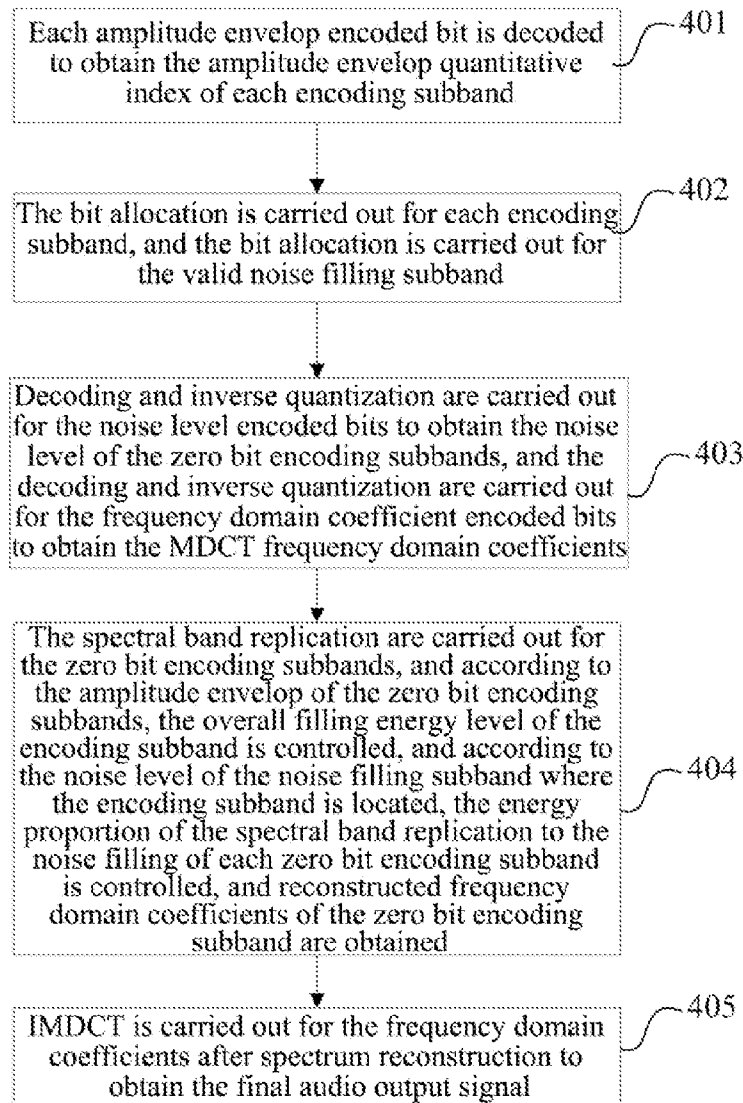 Each amplitude envelop encoded bit is decoded
to obtain the amplitude envelop quantitative
index of each encoding subband
401
The bit allocation is carried out for each encoding
subband, and the bit allocation is carried out for
the valid noise filling subband
402
Decoding and inverse quantization are carried out
for the noise level encoded bits to obtain the noise
level of the zero bit encoding subbands, and the
decoding and inverse quantization are carried out
for the frequency domain coefficient encoded bits
to obtain the MDCT frequency domain coefficients
403
The spectral band replication are carried out for
the zero bit encoding subbands, and according to
the amplitude envelop of the zero bit encoding
subbands, the overall filling energy level of the
encoding subband is controlled, and according to
the noise level of the noise filling subband where
the encoding subband is located, the energy
proportion of the spectral band replication to the
noise filling of each zero bit encoding subband
is controlled, and reconstructed frequency
domain coefficients of the zero bit encoding
subband are obtained
404
IMDCT is carried out for the frequency domain
coefficients after spectrum reconstruction to
obtain the final audio output signal
405